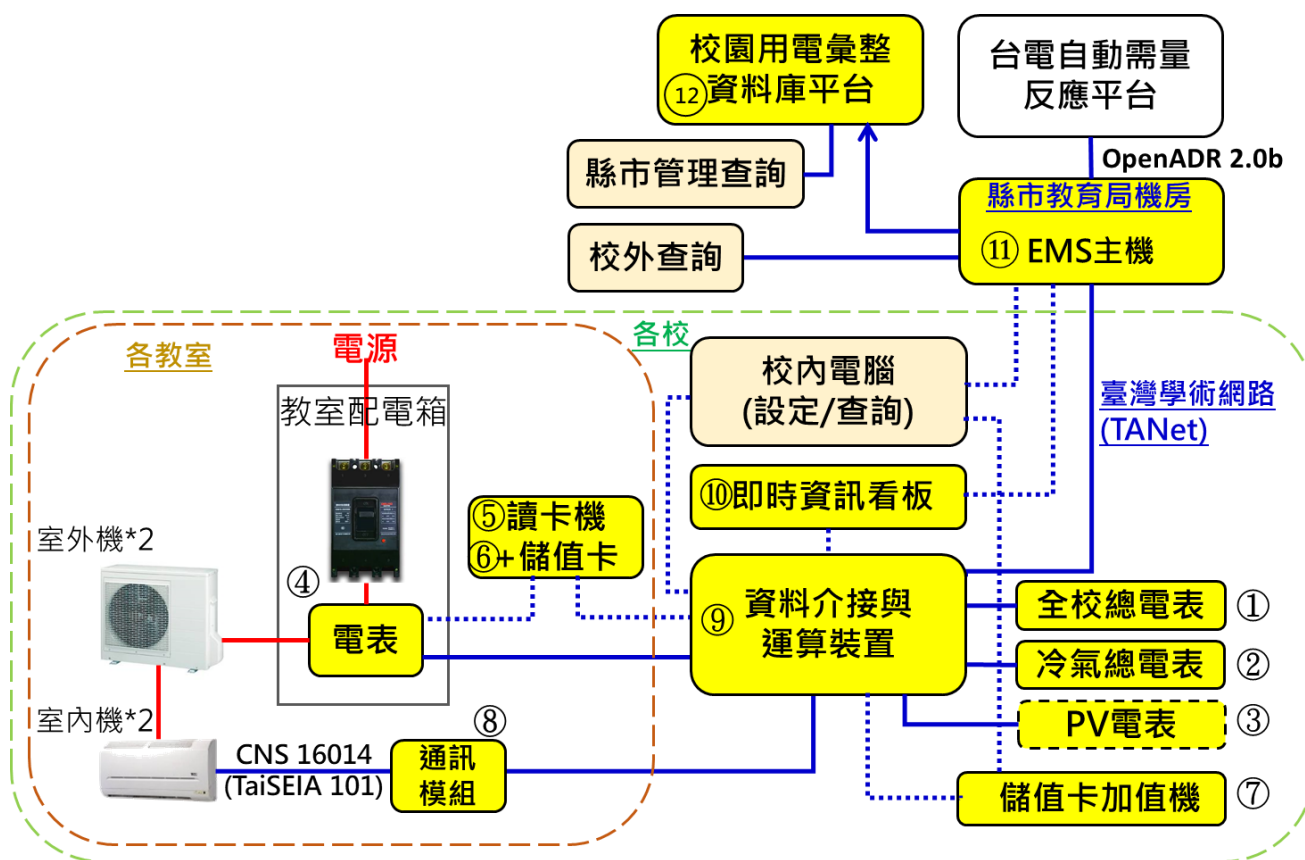 校園用電彙整
⑫資料庫平台
台電自動需量
反應平台
OpenADR 2.0b
縣市管理查詢
縣市教育局機房
⑪ EMS主機
校外查詢
各校
各教室
電源
教室配電箱
校內電腦
(設定/查詢)
臺灣學術網路
(TANet)
⑩即時資訊看板
⑤讀卡機
⑥+儲值卡
室外機*2
④
電表
⑨
資料介接與
運算裝置
全校總電表 ①
冷氣總電表 ②
PV電表 ③
室內機*2
CNS 16014
(TaiSEIA 101)
⑧
通訊
模組
儲值卡加值機 ⑦